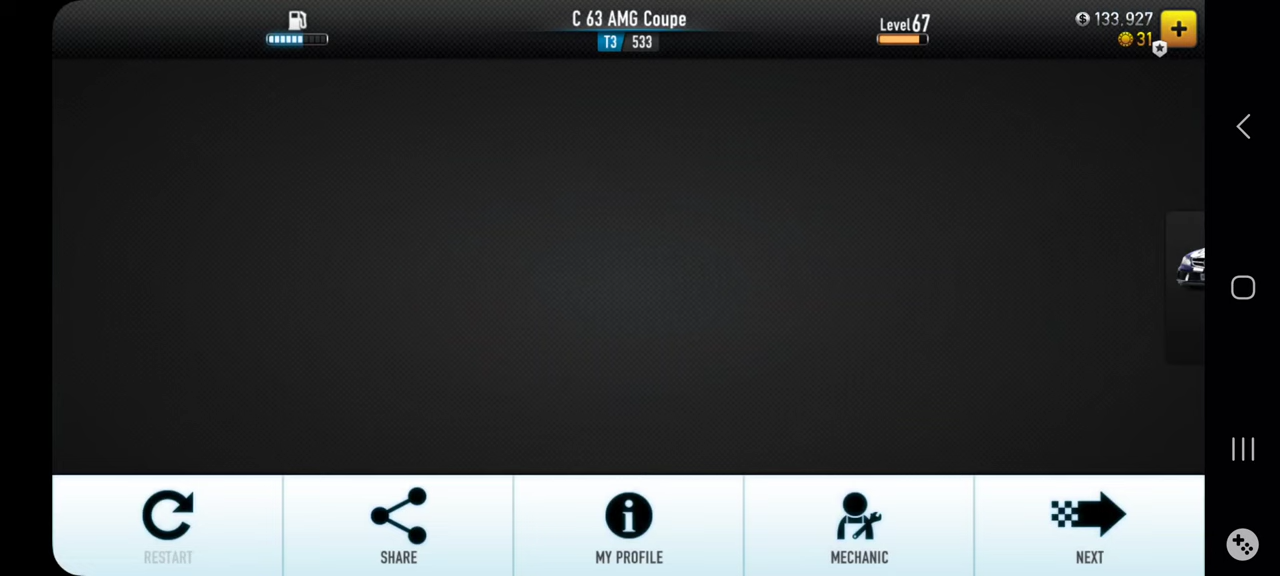 C 63 AMG Coupe
T3 533
Level 67
133,927
31
RESTART
SHARE
MY PROFILE
MECHANIC
NEXT